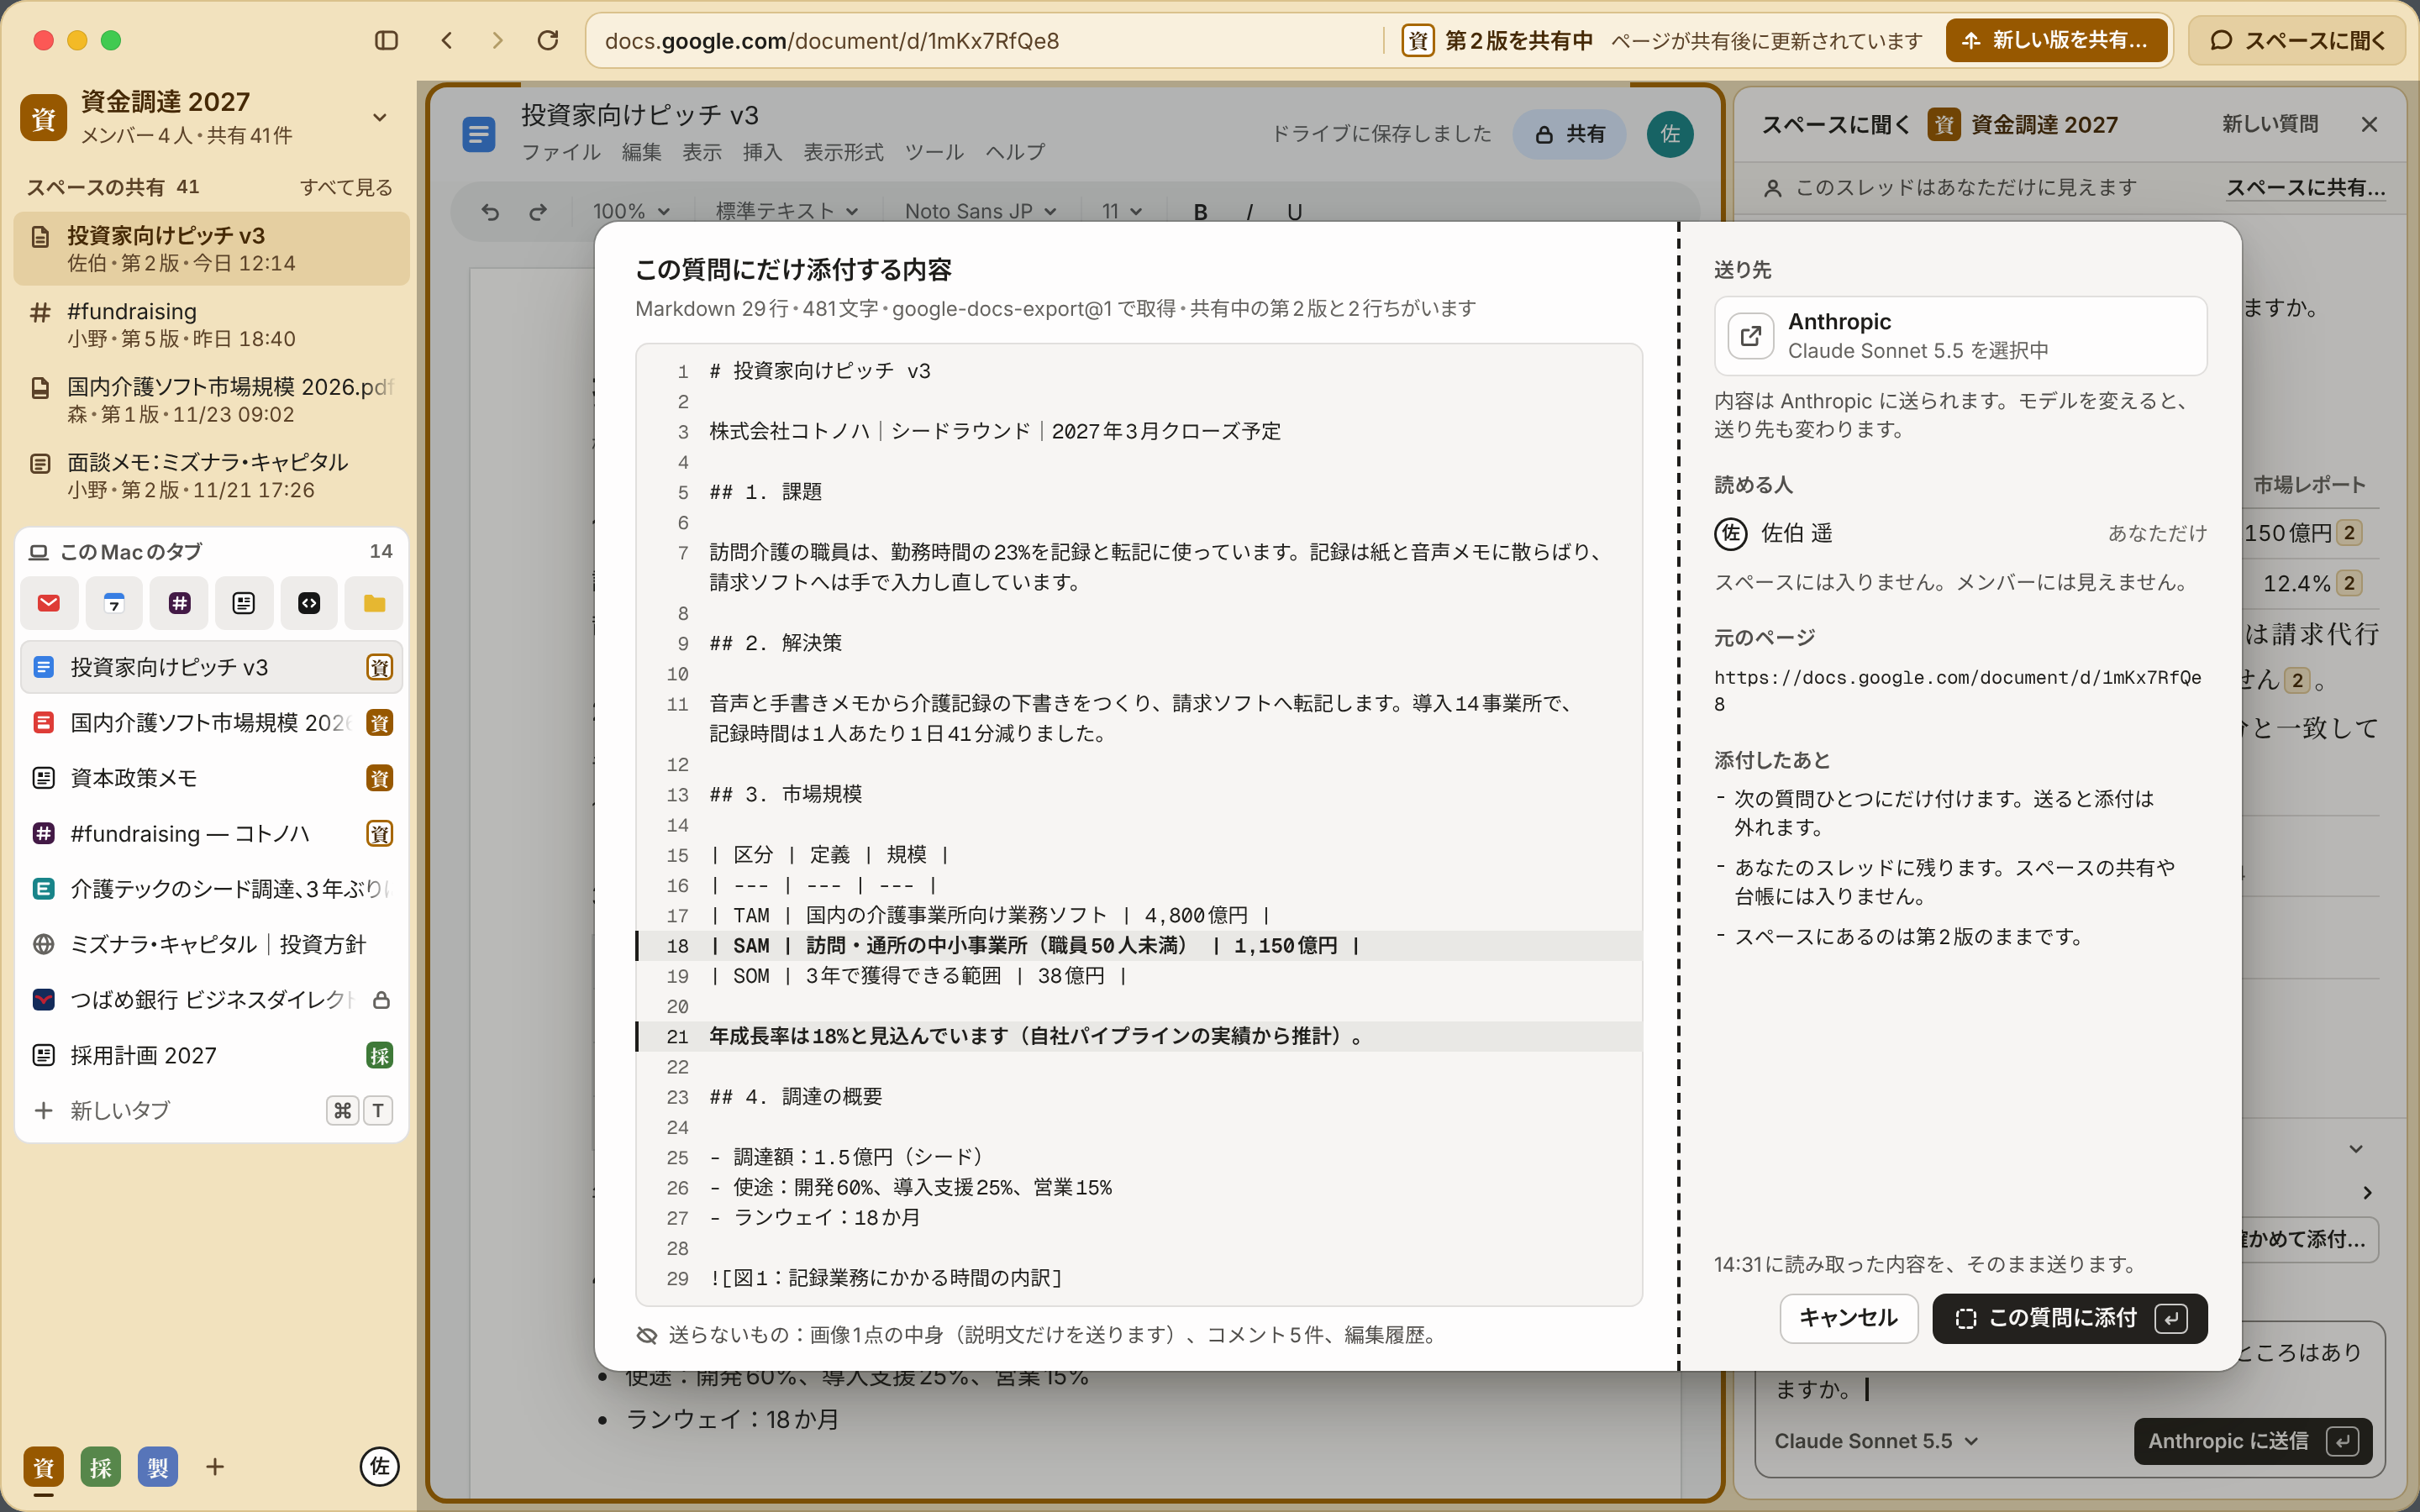 docs.google.com/document/d/1mKx7RfQe8
資 第2版を共有中 ページが共有後に更新されています
新しい版を共有...
スペースに聞く
資 資金調達 2027
メンバー4人・共有41件
スペースの共有 41 すべて見る
投資家向けピッチ v3
佐伯・第2版・今日 12:14
#fundraising
小野・第5版・昨日 18:40
国内介護ソフト市場規模 2026.pdf
森・第1版・11/23 09:02
面談メモ：ミズナラ・キャピタル
小野・第2版・11/21 17:26
このMacのタブ 14
7
投資家向けピッチ v3 資
国内介護ソフト市場規模 2026 資
資本政策メモ 資
#fundraising — コトノハ 資
介護テックのシード調達、3年ぶりに
ミズナラ・キャピタル｜投資方針
つばめ銀行 ビジネスダイレクト
採用計画 2027 採
新しいタブ ⌘ T
資 採 製 + 佐
投資家向けピッチ v3
ファイル 編集 表示 挿入 表示形式 ツール ヘルプ
ドライブに保存しました 共有 佐
100% 標準テキスト Noto Sans JP 11 B I U
使途：開発60%、導入支援25%、営業15%
ランウェイ：18か月
この質問にだけ添付する内容
Markdown 29行・481文字・google-docs-export@1 で取得・共有中の第2版と2行ちがいます
1 # 投資家向けピッチ v3
2
3 株式会社コトノハ｜シードラウンド｜2027年3月クローズ予定
4
5 ## 1. 課題
6
7 訪問介護の職員は、勤務時間の23%を記録と転記に使っています。記録は紙と音声メモに散らばり、
請求ソフトへは手で入力し直しています。
8
9 ## 2. 解決策
10
11 音声と手書きメモから介護記録の下書きをつくり、請求ソフトへ転記します。導入14事業所で、
記録時間は1人あたり1日41分減りました。
12
13 ## 3. 市場規模
14
15 | 区分 | 定義 | 規模 |
16 | --- | --- | --- |
17 | TAM | 国内の介護事業所向け業務ソフト | 4,800億円 |
18 | SAM | 訪問・通所の中小事業所（職員50人未満） | 1,150億円 |
19 | SOM | 3年で獲得できる範囲 | 38億円 |
20
21 年成長率は18%と見込んでいます（自社パイプラインの実績から推計）。
22
23 ## 4. 調達の概要
24
25 - 調達額：1.5億円（シード）
26 - 使途：開発60%、導入支援25%、営業15%
27 - ランウェイ：18か月
28
29 ![図1：記録業務にかかる時間の内訳]
送らないもの：画像1点の中身（説明文だけを送ります）、コメント5件、編集履歴。
送り先
Anthropic
Claude Sonnet 5.5 を選択中
内容は Anthropic に送られます。モデルを変えると、
送り先も変わります。
読める人
佐 佐伯 遥 あなただけ
スペースには入りません。メンバーには見えません。
元のページ
https://docs.google.com/document/d/1mKx7RfQe
8
添付したあと
- 次の質問ひとつにだけ付けます。送ると添付は
外れます。
- あなたのスレッドに残ります。スペースの共有や
台帳には入りません。
- スペースにあるのは第2版のままです。
14:31に読み取った内容を、そのまま送ります。
キャンセル
この質問に添付
スペースに聞く 資 資金調達 2027 新しい質問
このスレッドはあなただけに見えます スペースに共有...
ますか。
市場レポート
150億円 2
12.4% 2
は請求代行
せん 2 。
と一致して
かめて添付...
ところはあり
ますか。
Claude Sonnet 5.5
Anthropic に送信